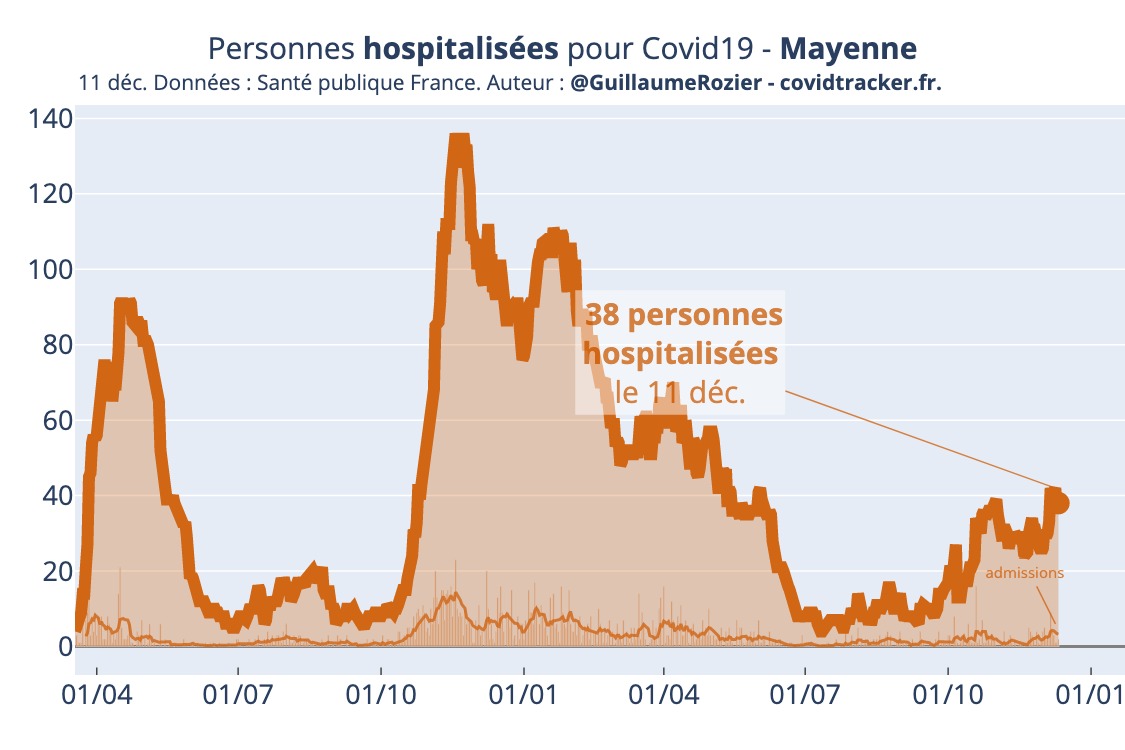 Personnes hospitalisées pour Covid19 - Mayenne
11 déc. Données : Santé publique France. Auteur : @GuillaumeRozier - covidtracker.fr.
140
120
100
80
60
40
20
0
38 personnes
hospitalisées
le 11 déc.
admissions
01/04 01/07 01/10 01/01 01/04 01/07 01/10 01/01